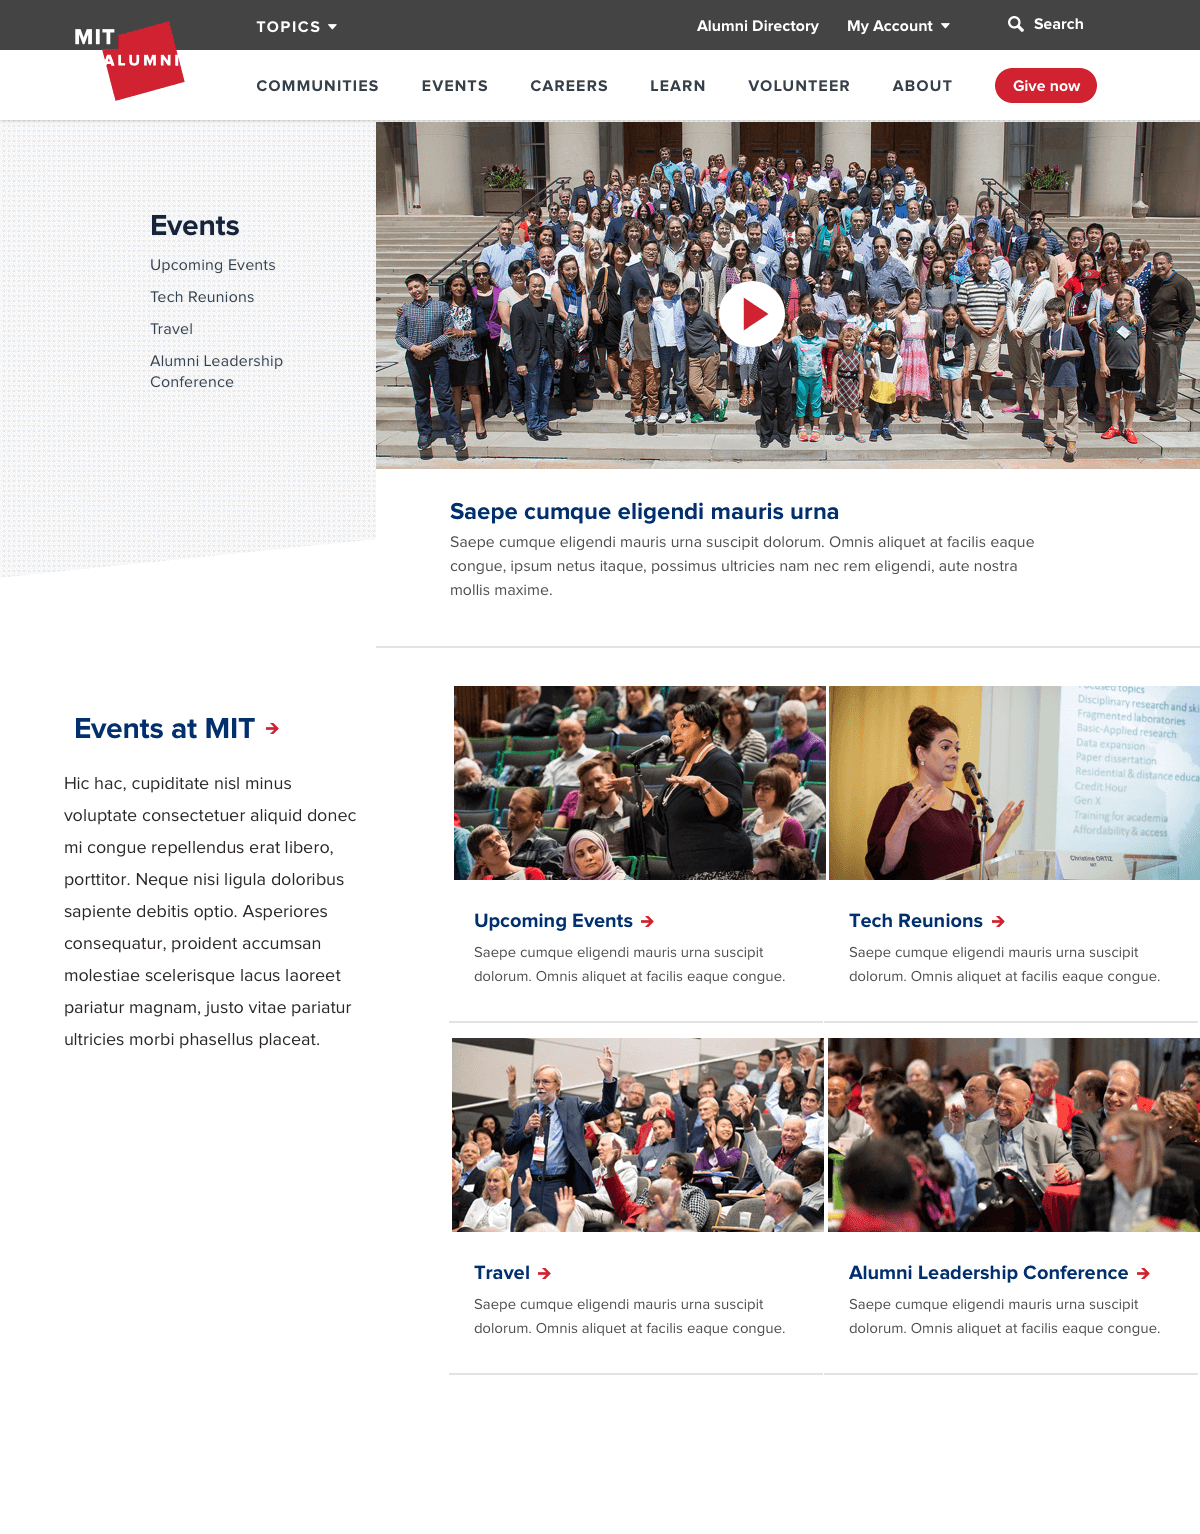 MIT
ALUMNI
TOPICS
Alumni Directory
My Account
Search
COMMUNITIES
EVENTS
CAREERS
LEARN
VOLUNTEER
ABOUT
Give now
Events
Upcoming Events
Tech Reunions
Travel
Alumni Leadership
Conference
Saepe cumque eligendi mauris urna
Saepe cumque eligendi mauris urna suscipit dolorum. Omnis aliquet at facilis eaque
congue, ipsum netus itaque, possimus ultricies nam nec rem eligendi, aute nostra
mollis maxime.
Events at MIT
Hic hac, cupiditate nisl minus
voluptate consectetuer aliquid donec
mi congue repellendus erat libero,
porttitor. Neque nisi ligula doloribus
sapiente debitis optio. Asperiores
consequatur, proident accumsan
molestiae scelerisque lacus laoreet
pariatur magnam, justo vitae pariatur
ultricies morbi phasellus placeat.
Focused topics
Disciplinary research and ski
Fragmented laboratories
Basic-Applied research
Data expansion
Paper dissertation
Residential & distance educa
Credit Hour
Gen X
Training for academia
Affordability & access
Christine ORTIZ
MIT
Upcoming Events
Saepe cumque eligendi mauris urna suscipit
dolorum. Omnis aliquet at facilis eaque congue.
Tech Reunions
Saepe cumque eligendi mauris urna suscipit
dolorum. Omnis aliquet at facilis eaque congue.
Travel
Saepe cumque eligendi mauris urna suscipit
dolorum. Omnis aliquet at facilis eaque congue.
Alumni Leadership Conference
Saepe cumque eligendi mauris urna suscipit
dolorum. Omnis aliquet at facilis eaque congue.